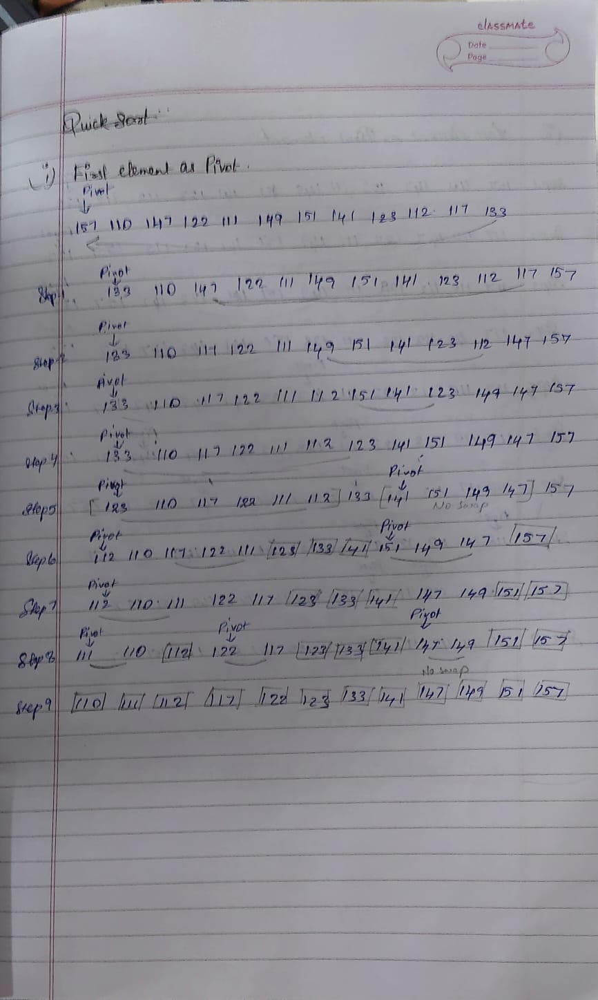 classmate
Date
Page
Quick Sort :
i) First element as Pivot.
Pivot
157 110 147 122 111 149 151 141 123 112 117 133
Pivot
Step 1 133 110 147 122 111 149 151 141 123 112 117 157
Pivot
Step 2 133 110 117 122 111 149 151 141 123 112 147 157
Pivot
Step 3 133 110 117 122 111 112 151 141 123 149 147 157
Pivot
Step 4 133 110 117 122 111 112 123 141 151 149 147 157
Pivot Pivot
Step 5 [123 110 117 122 111 112] 133 [141 151 149 147] 157
No swap
Pivot Pivot
Step 6 112 110 117 122 111 [123] [133] [141] 151 149 147 [157]
Pivot
Step 7 112 110 111 122 117 [123] [133] [141] 147 149 [151] [157]
Pivot Pivot Pivot
Step 8 111 110 [112] 122 117 [123] [133] [141] 147 149 [151] [157]
No swap
Step 9 [110] [111] [112] [117] [122] [123] [133] [141] [147] [149] [151] [157]